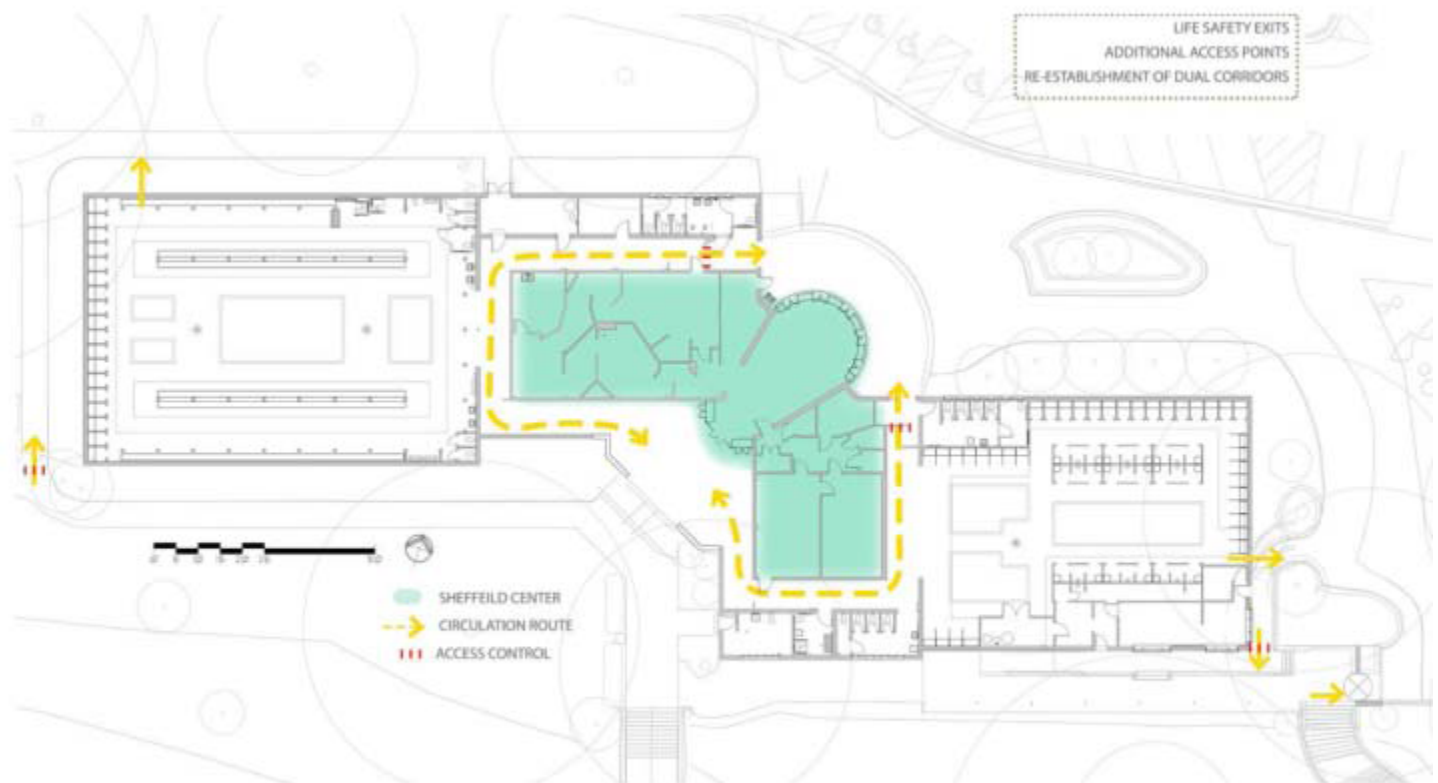 LIFE SAFETY EXITS
ADDITIONAL ACCESS POINTS
RE-ESTABLISHMENT OF DUAL CORRIDORS
SHEFFEILD CENTER
CIRCULATION ROUTE
ACCESS CONTROL